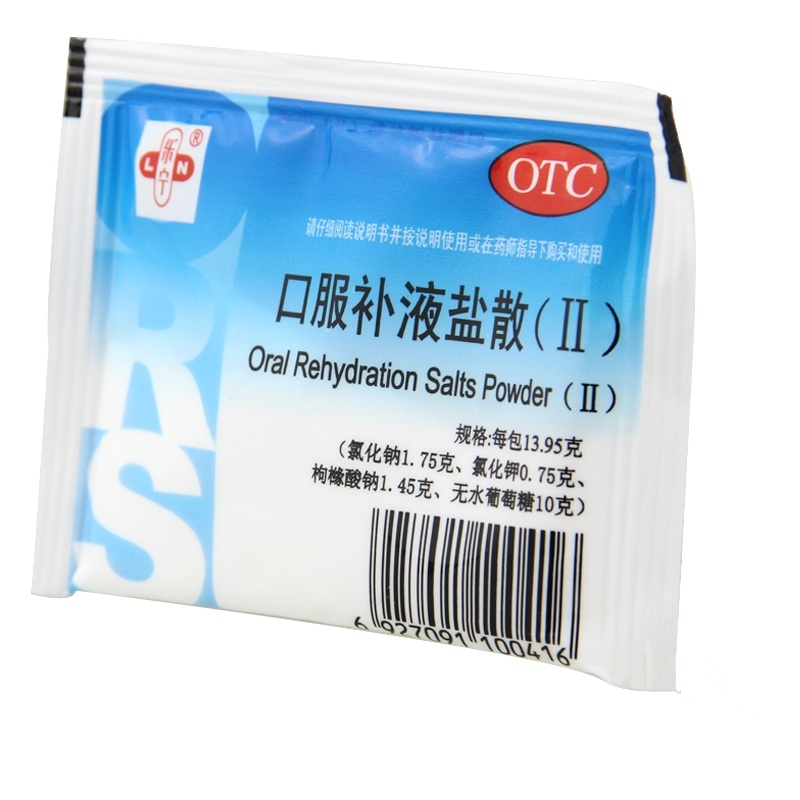 ORS
乐宁
L N ®
OTC
请仔细阅读说明书并按说明使用或在药师指导下购买和使用
口服补液盐散(Ⅱ)
Oral Rehydration Salts Powder (Ⅱ)
规格:每包13.95克
(氯化钠1.75克、氯化钾0.75克、
枸橼酸钠1.45克、无水葡萄糖10克)
6 927091 100416